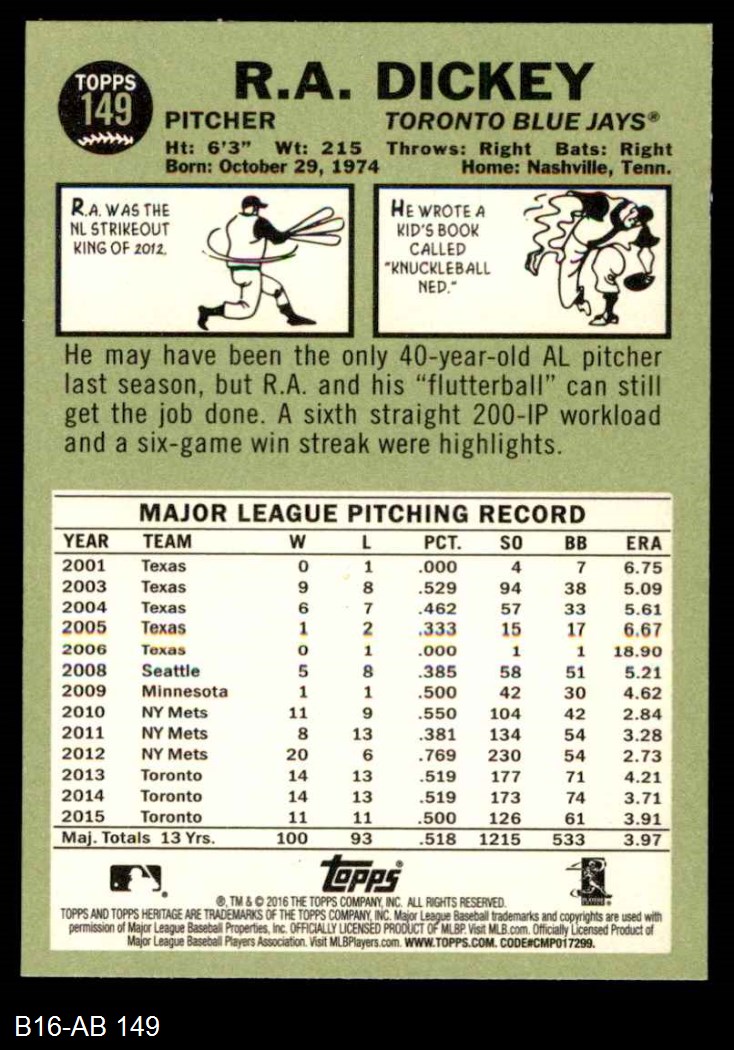 TOPPS
149
R.A. DICKEY
PITCHER TORONTO BLUE JAYS®
Ht: 6'3" Wt: 215 Throws: Right Bats: Right
Born: October 29, 1974 Home: Nashville, Tenn.
R.A. WAS THE
NL STRIKEOUT
KING OF 2012.
HE WROTE A
KID'S BOOK
CALLED
"KNUCKLEBALL
NED."
He may have been the only 40-year-old AL pitcher
last season, but R.A. and his "flutterball" can still
get the job done. A sixth straight 200-IP workload
and a six-game win streak were highlights.
MAJOR LEAGUE PITCHING RECORD
YEAR TEAM W L PCT. SO BB ERA
2001 Texas 0 1 .000 4 7 6.75
2003 Texas 9 8 .529 94 38 5.09
2004 Texas 6 7 .462 57 33 5.61
2005 Texas 1 2 .333 15 17 6.67
2006 Texas 0 1 .000 1 1 18.90
2008 Seattle 5 8 .385 58 51 5.21
2009 Minnesota 1 1 .500 42 30 4.62
2010 NY Mets 11 9 .550 104 42 2.84
2011 NY Mets 8 13 .381 134 54 3.28
2012 NY Mets 20 6 .769 230 54 2.73
2013 Toronto 14 13 .519 177 71 4.21
2014 Toronto 14 13 .519 173 74 3.71
2015 Toronto 11 11 .500 126 61 3.91
Maj. Totals 13 Yrs. 100 93 .518 1215 533 3.97
topps®
®, TM & © 2016 THE TOPPS COMPANY, INC. ALL RIGHTS RESERVED.
TOPPS AND TOPPS HERITAGE ARE TRADEMARKS OF THE TOPPS COMPANY, INC. Major League Baseball trademarks and copyrights are used with
permission of Major League Baseball Properties, Inc. OFFICIALLY LICENSED PRODUCT OF MLBP. Visit MLB.com. Officially Licensed Product of
Major League Baseball Players Association. Visit MLBPlayers.com. WWW.TOPPS.COM. CODE#CMP017299.
B16-AB 149